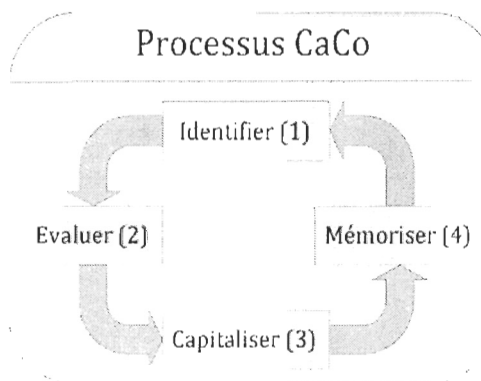 Processus CaCo
Identifier (1)
Evaluer (2)
Mémoriser (4)
Capitaliser (3)